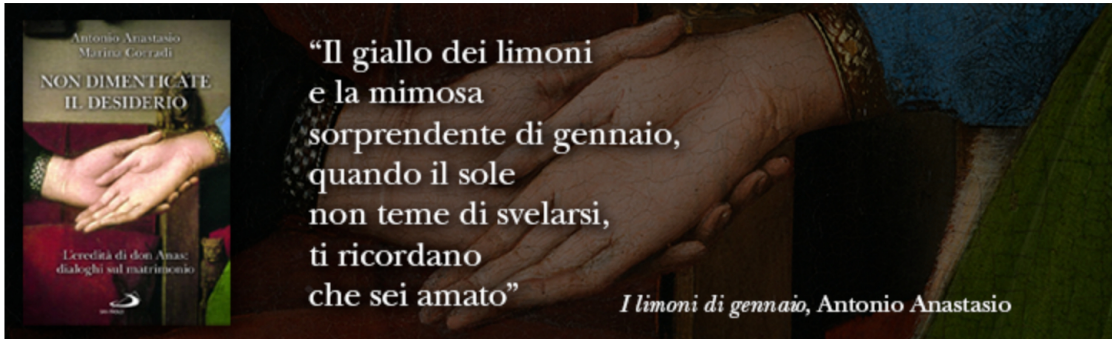 Antonio Anastasio
Marina Corradi
NON DIMENTICATE
IL DESIDERIO
L'eredità di don Anas:
dialoghi sul matrimonio
SAN PAOLO
“Il giallo dei limoni
e la mimosa
sorprendente di gennaio,
quando il sole
non teme di svelarsi,
ti ricordano
che sei amato”
I limoni di gennaio, Antonio Anastasio